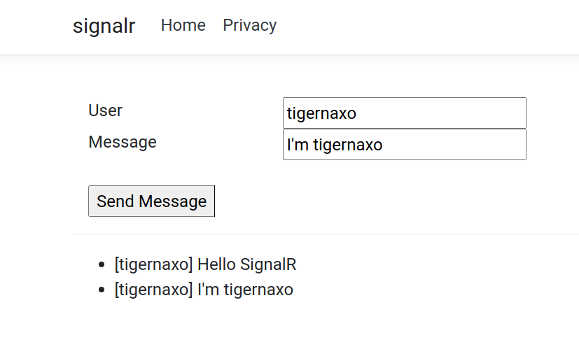 signalr Home Privacy
User tigernaxo
Message I'm tigernaxo
Send Message
[tigernaxo] Hello SignalR
[tigernaxo] I'm tigernaxo